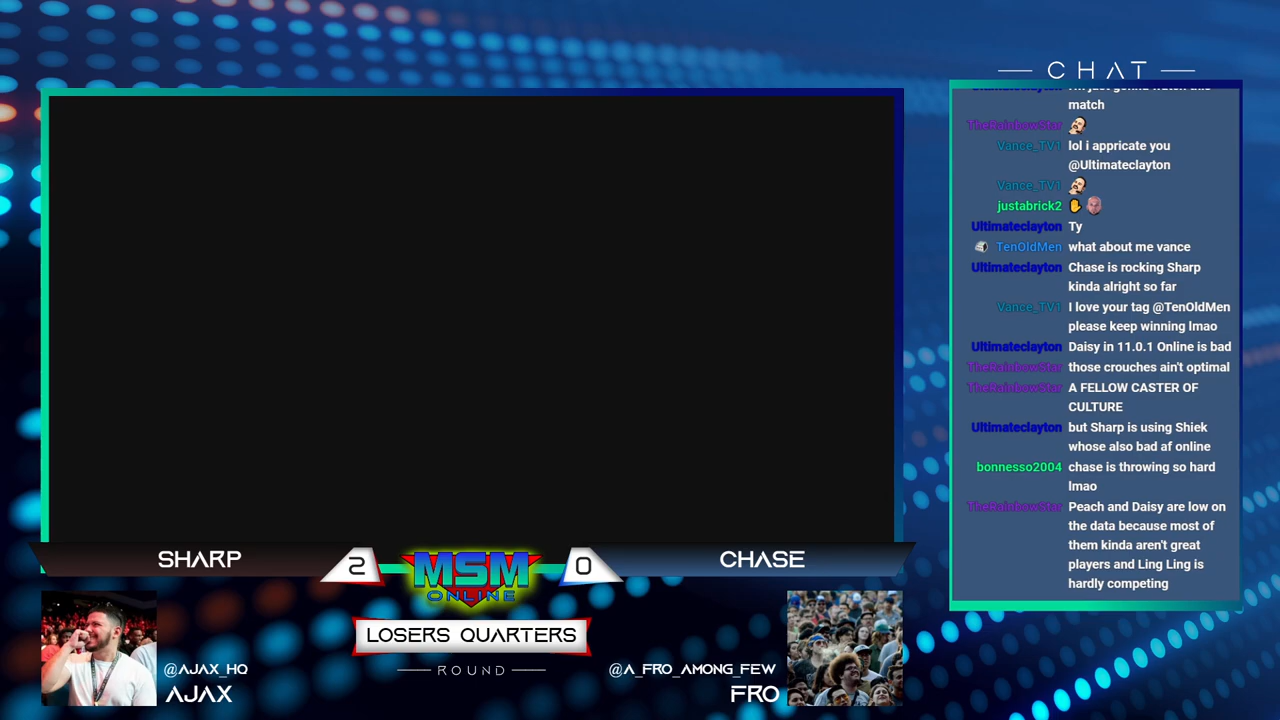 CHAT
Ultimateclayton I'm just gonna watch this
match
TheRainbowStar
Vance_TV1 lol i appricate you
@Ultimateclayton
Vance_TV1
justabrick2
Ultimateclayton Ty
TenOldMen what about me vance
Ultimateclayton Chase is rocking Sharp
kinda alright so far
Vance_TV1 I love your tag @TenOldMen
please keep winning lmao
Ultimateclayton Daisy in 11.0.1 Online is bad
TheRainbowStar those crouches ain't optimal
TheRainbowStar A FELLOW CASTER OF
CULTURE
Ultimateclayton but Sharp is using Shiek
whose also bad af online
bonnesso2004 chase is throwing so hard
lmao
TheRainbowStar Peach and Daisy are low on
the data because most of
them kinda aren't great
players and Ling Ling is
hardly competing
SHARP 2 MSM 0 CHASE
ONLINE
LOSERS QUARTERS
ROUND
@AJAX_HQ
AJAX
@A_FRO_AMONG_FEW
FRO